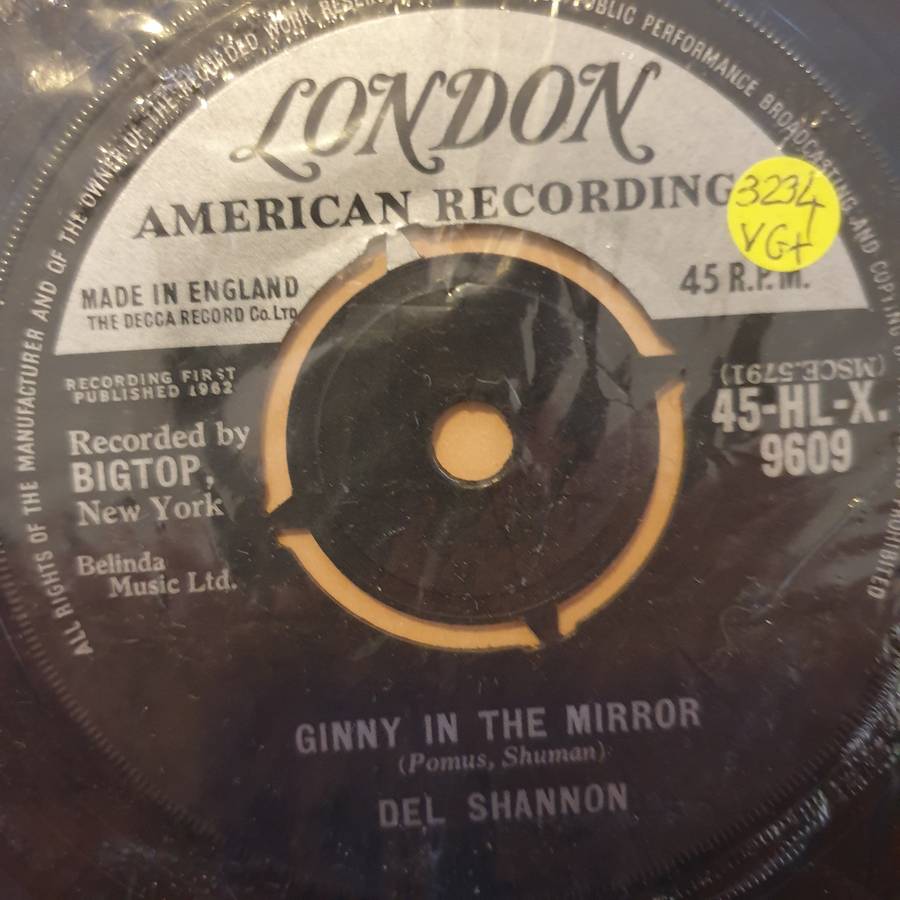 ALL RIGHTS OF THE MANUFACTURER AND OF THE OWNER OF THE RECORDED WORK RESERVED PUBLIC PERFORMANCE BROADCASTING AND COPYING PROHIBITED
LONDON
AMERICAN RECORDING
3234
VG+
MADE IN ENGLAND
THE DECCA RECORD Co. LTD
45 R.P.M.
RECORDING FIRST
PUBLISHED 1962
(MSCE.5791)
45-HL-X.
9609
Recorded by
BIGTOP,
New York
Belinda
Music Ltd.
GINNY IN THE MIRROR
(Pomus, Shuman)
DEL SHANNON